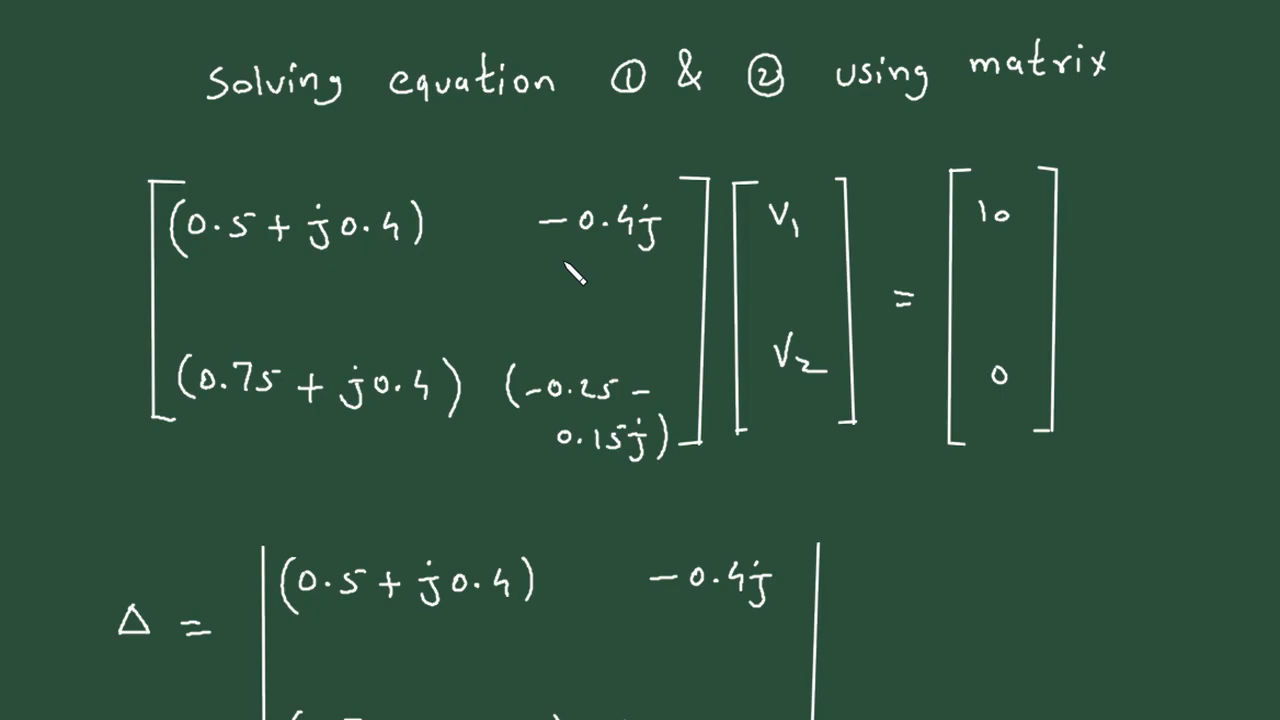 Solving equation ① & ② using matrix
(0.5 + j0.4) -0.4j V1 10
=
(0.75 + j0.4) (-0.25 - V2 0
0.15j)
(0.5 + j0.4) -0.4j
Δ =